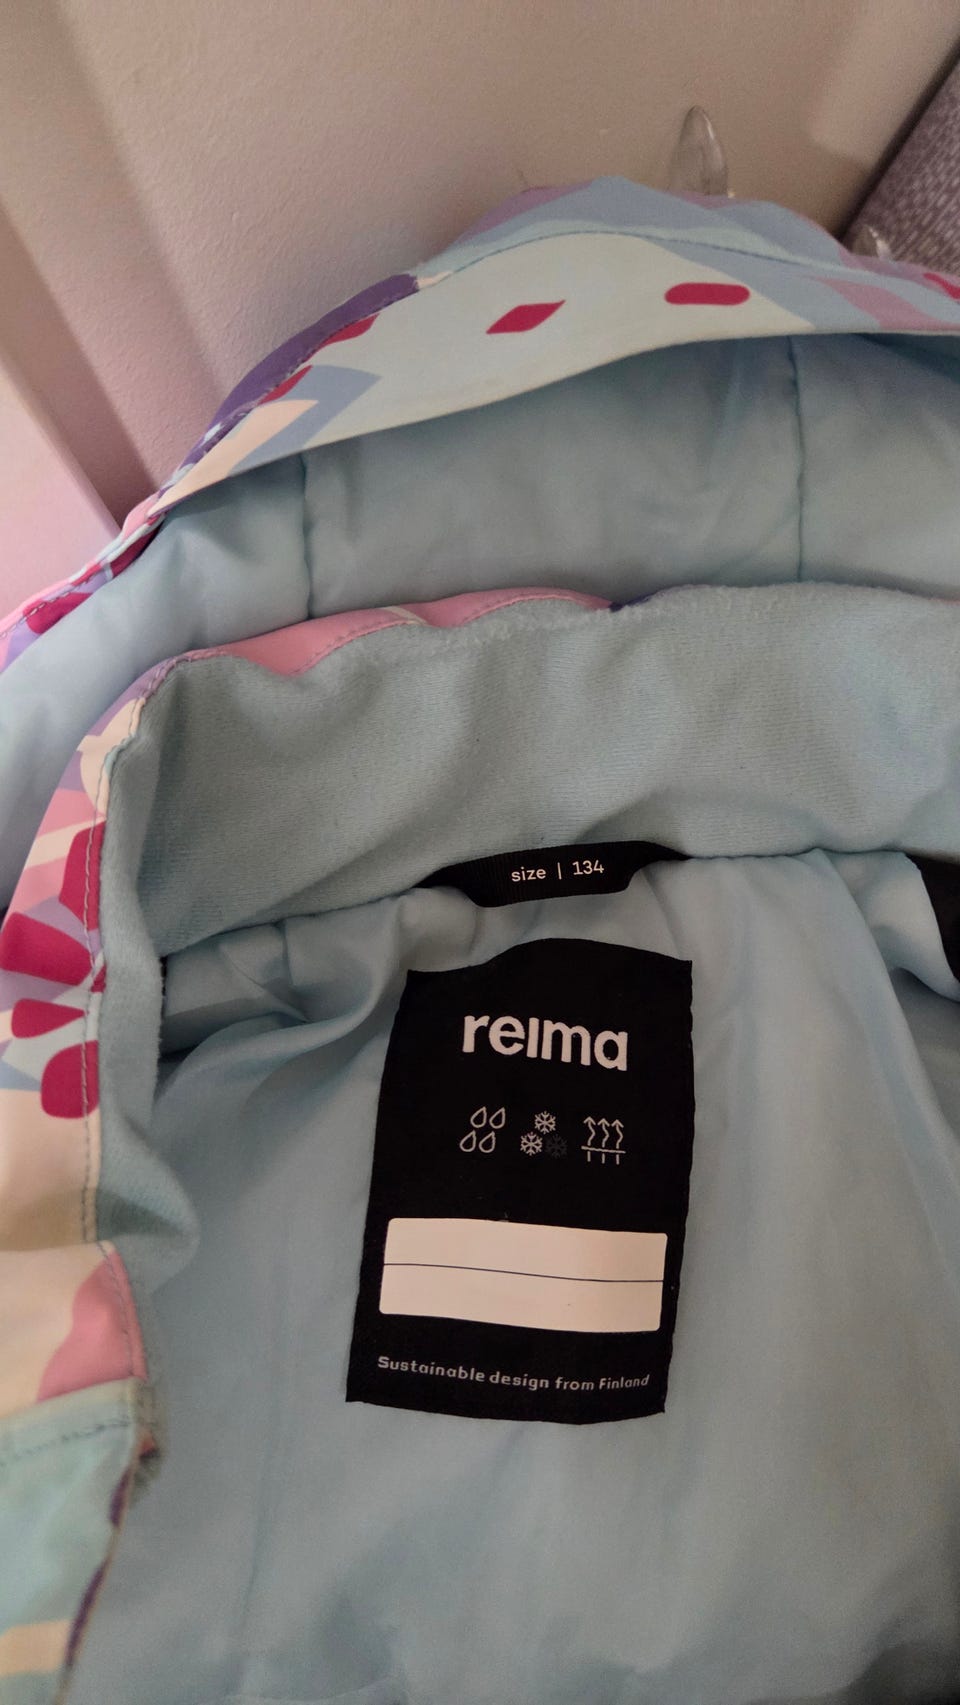 size | 134
reima
Sustainable design from Finland